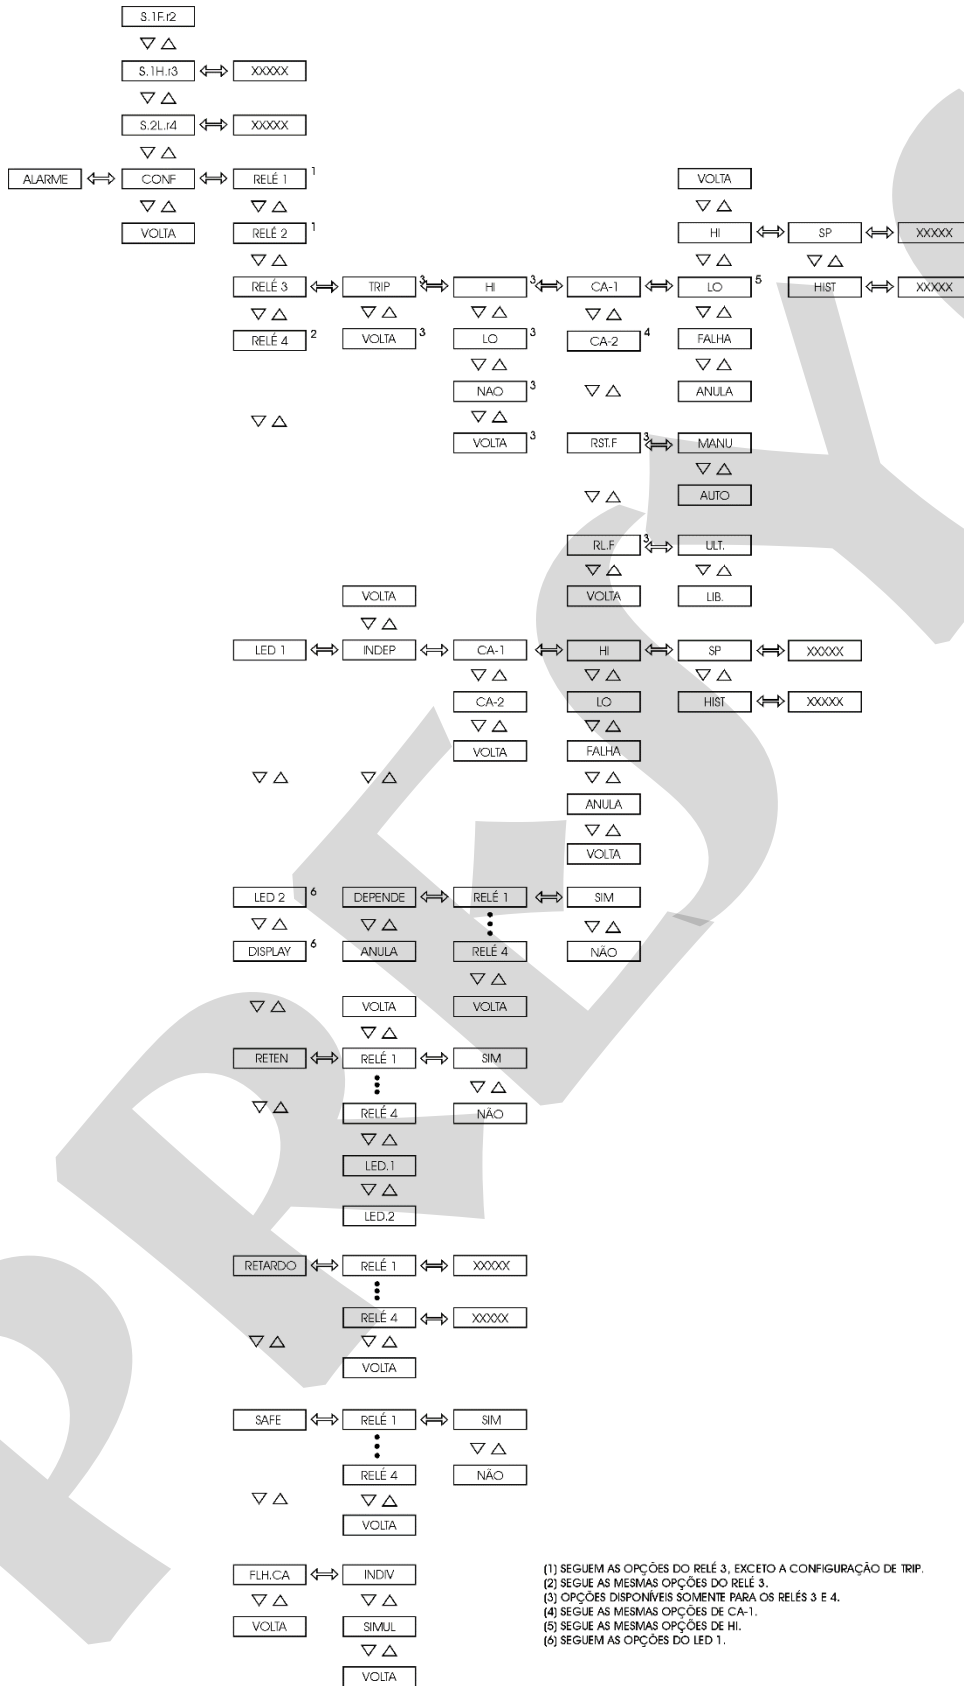 S.1F.r2
S.1H.r3 XXXXX
S.2L.r4 XXXXX
ALARME CONF RELÉ 1 1 VOLTA
VOLTA RELÉ 2 1 HI SP XXXXX
RELÉ 3 TRIP 3 HI 3 CA-1 LO 5 HIST XXXXX
RELÉ 4 2 VOLTA 3 LO 3 CA-2 4 FALHA
NAO 3 ANULA
VOLTA 3 RST.F 3 MANU
AUTO
RL.F 3 ULT.
VOLTA VOLTA LIB.
LED 1 INDEP CA-1 HI SP XXXXX
CA-2 LO HIST XXXXX
VOLTA FALHA
ANULA
VOLTA
LED 2 6 DEPENDE RELÉ 1 SIM
DISPLAY 6 ANULA RELÉ 4 NÃO
VOLTA VOLTA
RETEN RELÉ 1 SIM
RELÉ 4 NÃO
LED.1
LED.2
RETARDO RELÉ 1 XXXXX
RELÉ 4 XXXXX
VOLTA
SAFE RELÉ 1 SIM
RELÉ 4 NÃO
VOLTA
FLH.CA INDIV
VOLTA SIMUL
VOLTA
(1) SEGUEM AS OPÇÕES DO RELÉ 3, EXCETO A CONFIGURAÇÃO DE TRIP.
(2) SEGUE AS MESMAS OPÇÕES DO RELÉ 3.
(3) OPÇÕES DISPONÍVEIS SOMENTE PARA OS RELÉS 3 E 4.
(4) SEGUE AS MESMAS OPÇÕES DE CA-1.
(5) SEGUE AS MESMAS OPÇÕES DE HI.
(6) SEGUEM AS OPÇÕES DO LED 1.
PRESYS